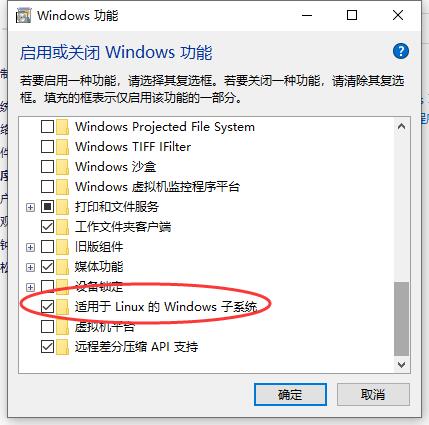 Windows 功能
启用或关闭 Windows 功能
若要启用一种功能，请选择其复选框。若要关闭一种功能，请清除其复选
框。填充的框表示仅启用该功能的一部分。
Windows Projected File System
Windows TIFF IFilter
Windows 沙盒
Windows 虚拟机监控程序平台
打印和文件服务
工作文件夹客户端
旧版组件
媒体功能
设备锁定
适用于 Linux 的 Windows 子系统
虚拟机平台
远程差分压缩 API 支持
确定
取消